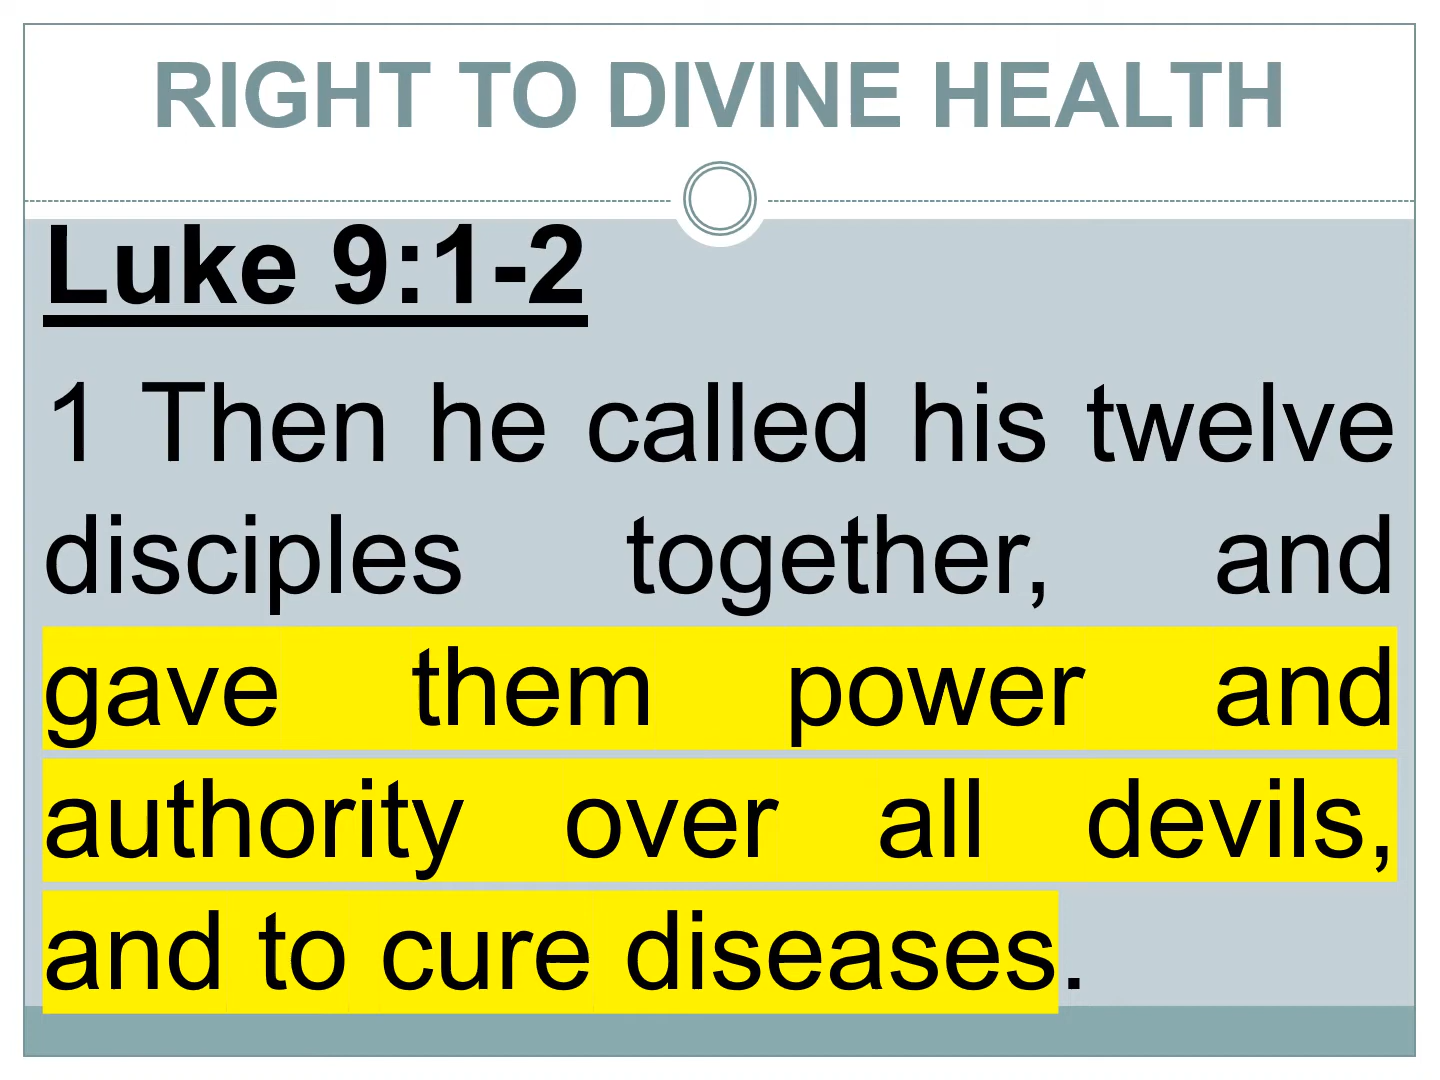 RIGHT TO DIVINE HEALTH
Luke 9:1-2
1 Then he called his twelve
disciples together, and
gave them power and
authority over all devils,
and to cure diseases.